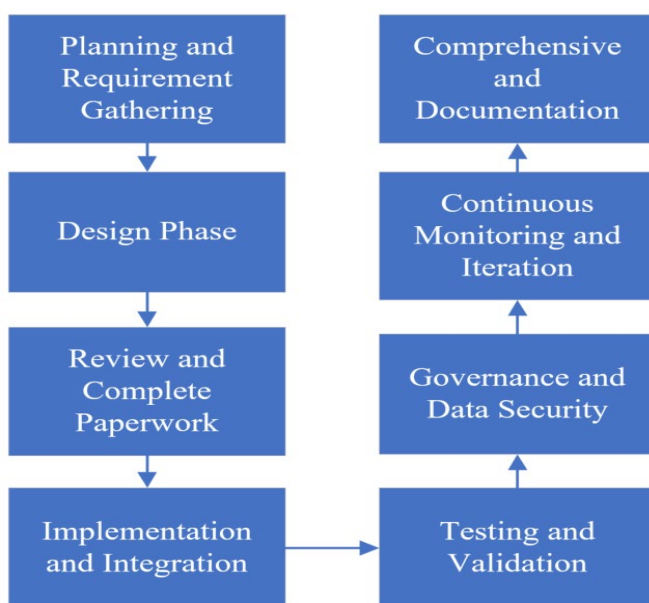 Planning and
Requirement
Gathering
Design Phase
Review and
Complete
Paperwork
Implementation
and Integration
Testing and
Validation
Governance and
Data Security
Continuous
Monitoring and
Iteration
Comprehensive
and
Documentation